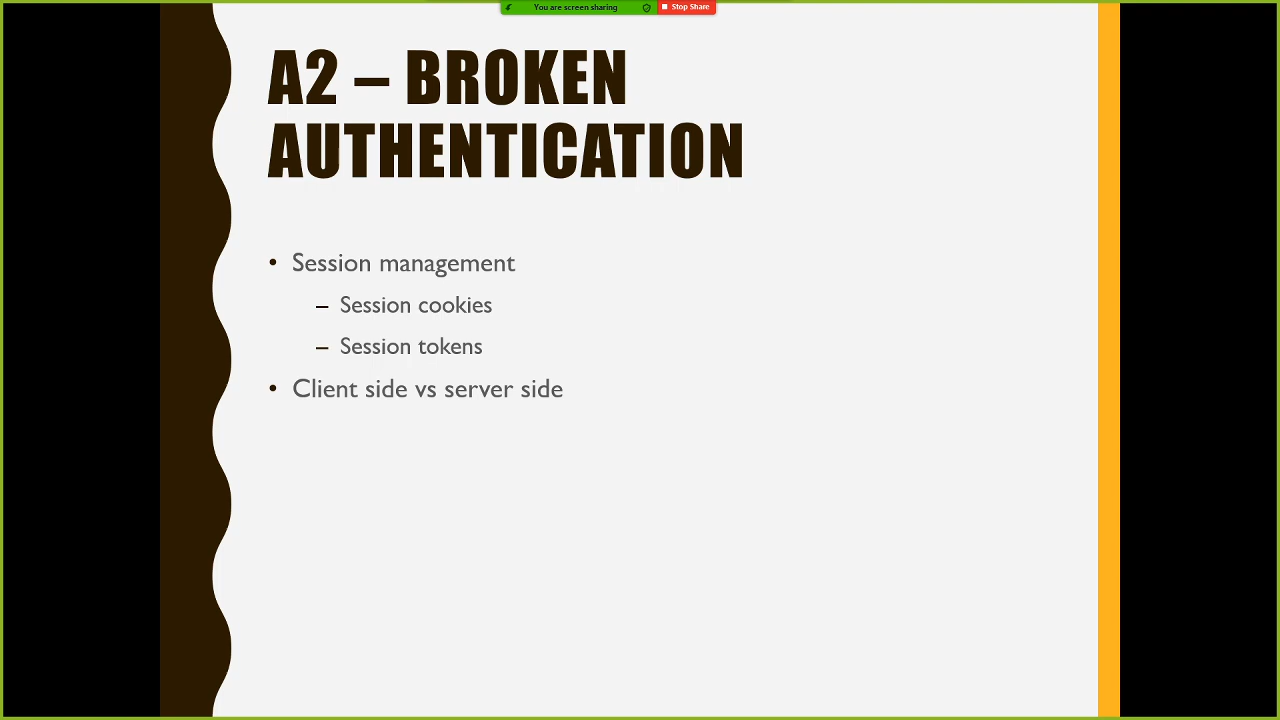 You are screen sharing
Stop Share
A2 – BROKEN
AUTHENTICATION
• Session management
– Session cookies
– Session tokens
• Client side vs server side